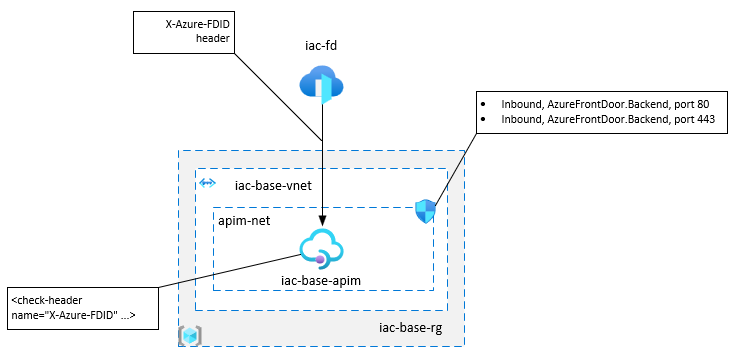 X-Azure-FDID
header
iac-fd
• Inbound, AzureFrontDoor.Backend, port 80
• Inbound, AzureFrontDoor.Backend, port 443
iac-base-vnet
apim-net
iac-base-apim
<check-header
name="X-Azure-FDID" ...>
iac-base-rg